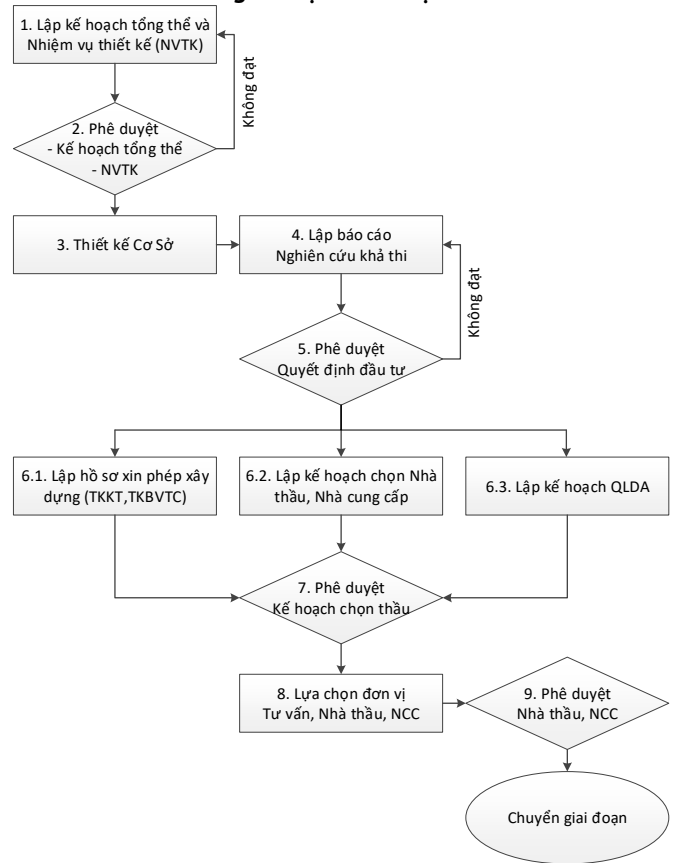 1. Lập kế hoạch tổng thể và
Nhiệm vụ thiết kế (NVTK)
Không đạt
2. Phê duyệt
- Kế hoạch tổng thể
- NVTK
3. Thiết kế Cơ Sở
4. Lập báo cáo
Nghiên cứu khả thi
Không đạt
5. Phê duyệt
Quyết định đầu tư
6.1. Lập hồ sơ xin phép xây
dựng (TKKT,TKBVTC)
6.2. Lập kế hoạch chọn Nhà
thầu, Nhà cung cấp
6.3. Lập kế hoạch QLDA
7. Phê duyệt
Kế hoạch chọn thầu
8. Lựa chọn đơn vị
Tư vấn, Nhà thầu, NCC
9. Phê duyệt
Nhà thầu, NCC
Chuyển giai đoạn